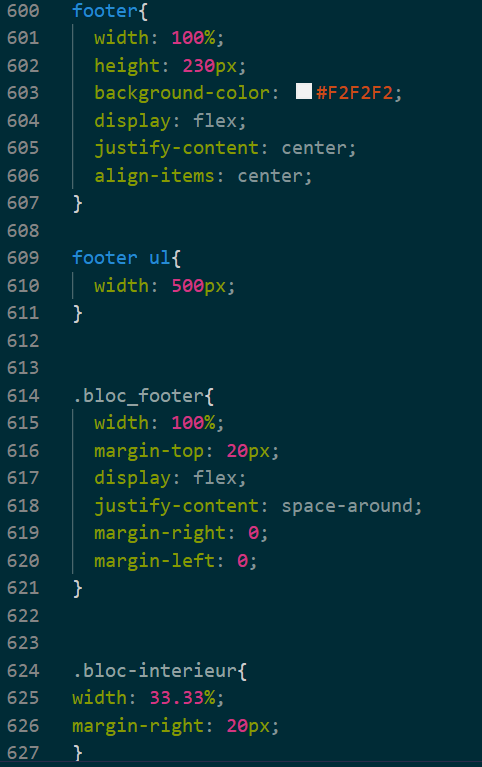 600 footer{
601 width: 100%;
602 height: 230px;
603 background-color: #F2F2F2;
604 display: flex;
605 justify-content: center;
606 align-items: center;
607 }
608
609 footer ul{
610 width: 500px;
611 }
612
613
614 .bloc_footer{
615 width: 100%;
616 margin-top: 20px;
617 display: flex;
618 justify-content: space-around;
619 margin-right: 0;
620 margin-left: 0;
621 }
622
623
624 .bloc-interieur{
625 width: 33.33%;
626 margin-right: 20px;
627 }